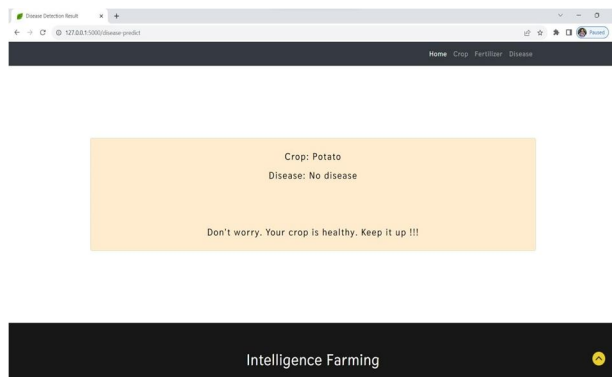 Disease Detection Result
127.0.0.1:5000/disease-predict
Paused
Home Crop Fertilizer Disease
Crop: Potato
Disease: No disease
Don't worry. Your crop is healthy. Keep it up !!!
Intelligence Farming